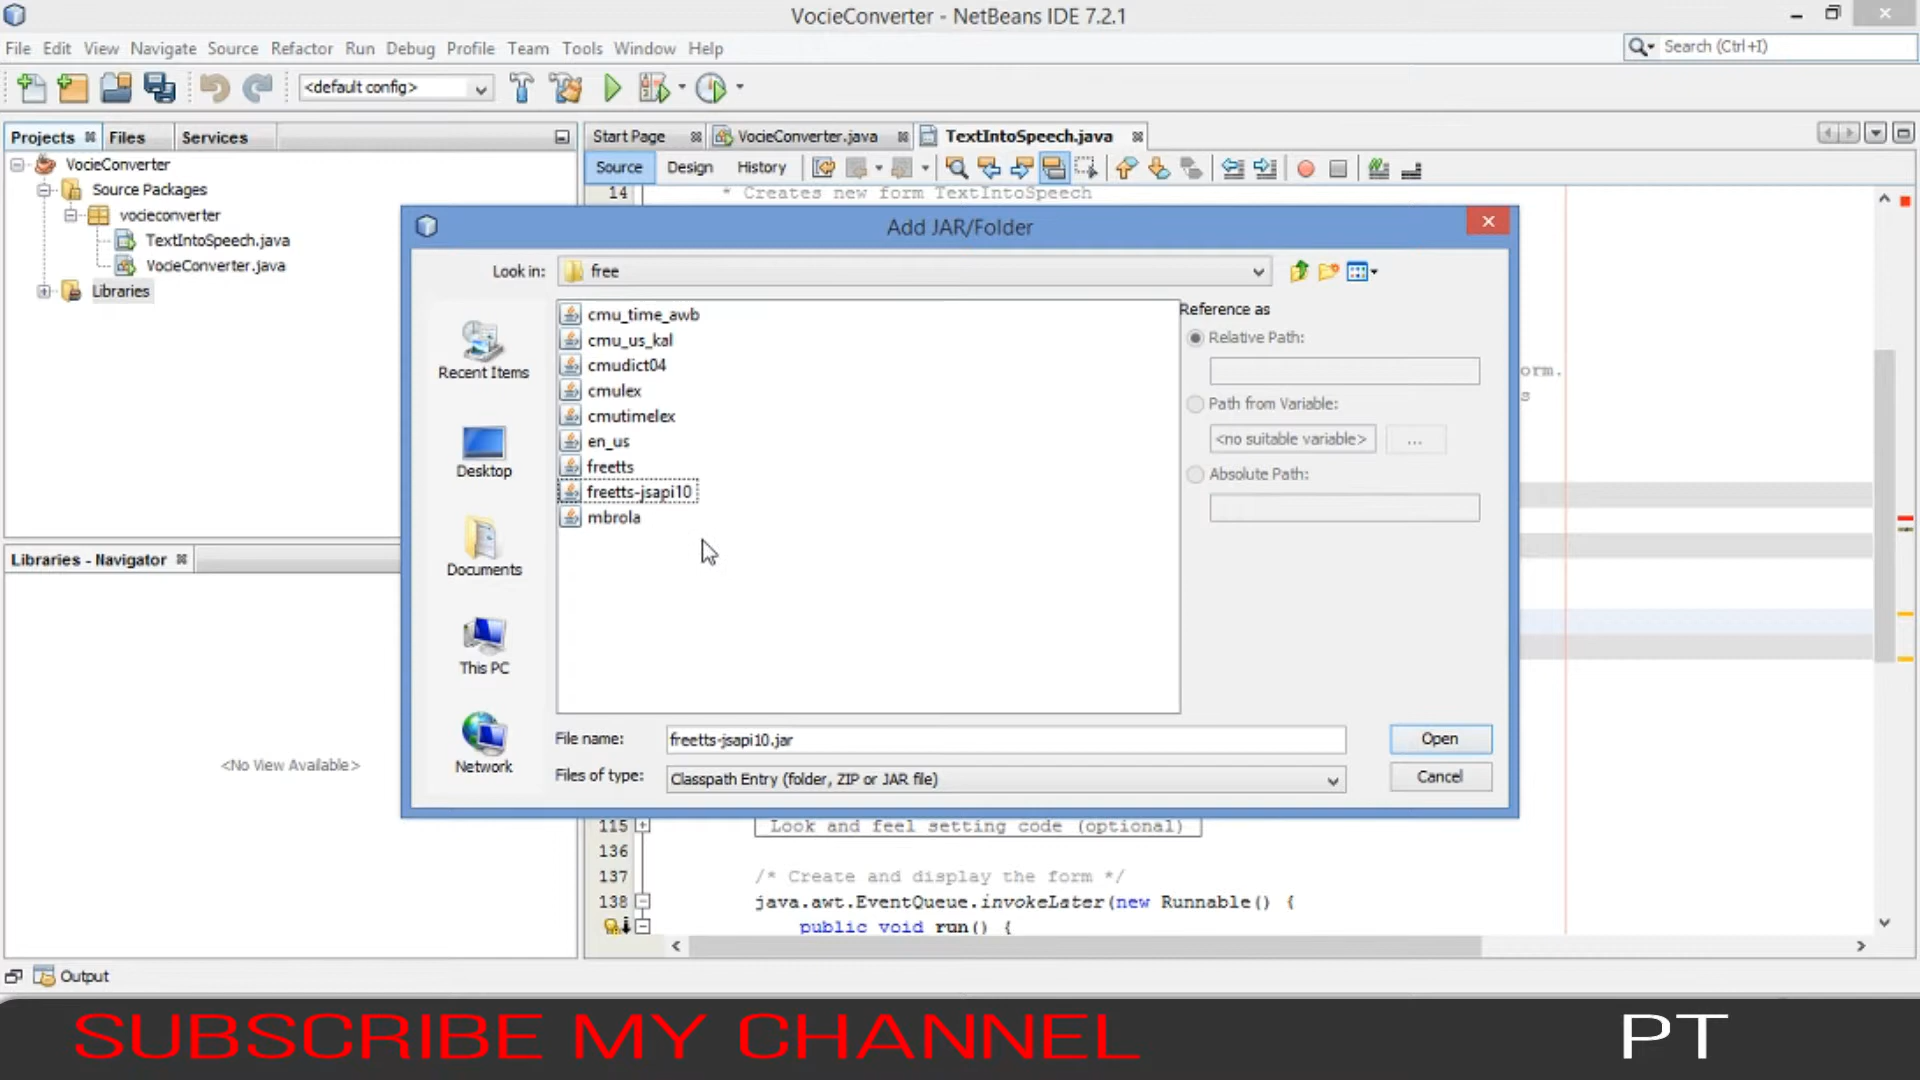 VocieConverter - NetBeans IDE 7.2.1
File Edit View Navigate Source Refactor Run Debug Profile Team Tools Window Help
Search (Ctrl+I)
<default config>
Projects Files Services
Start Page VocieConverter.java TextIntoSpeech.java
Source Design History
VocieConverter
Source Packages
vocieconverter
TextIntoSpeech.java
VocieConverter.java
Libraries
14 * Creates new form TextIntoSpeech
Add JAR/Folder
Look in: free
Recent Items
Desktop
Documents
This PC
Network
cmu_time_awb
cmu_us_kal
cmudict04
cmulex
cmutimelex
en_us
freetts
freetts-jsapi10
mbrola
Reference as
Relative Path:
Path from Variable:
<no suitable variable> ...
Absolute Path:
File name: freetts-jsapi10.jar
Open
Files of type: Classpath Entry (folder, ZIP or JAR file)
Cancel
orm.
s
Libraries - Navigator
<No View Available>
115 Look and feel setting code (optional)
136
137 /* Create and display the form */
138 java.awt.EventQueue.invokeLater(new Runnable() {
public void run() {
Output
SUBSCRIBE MY CHANNEL
PT